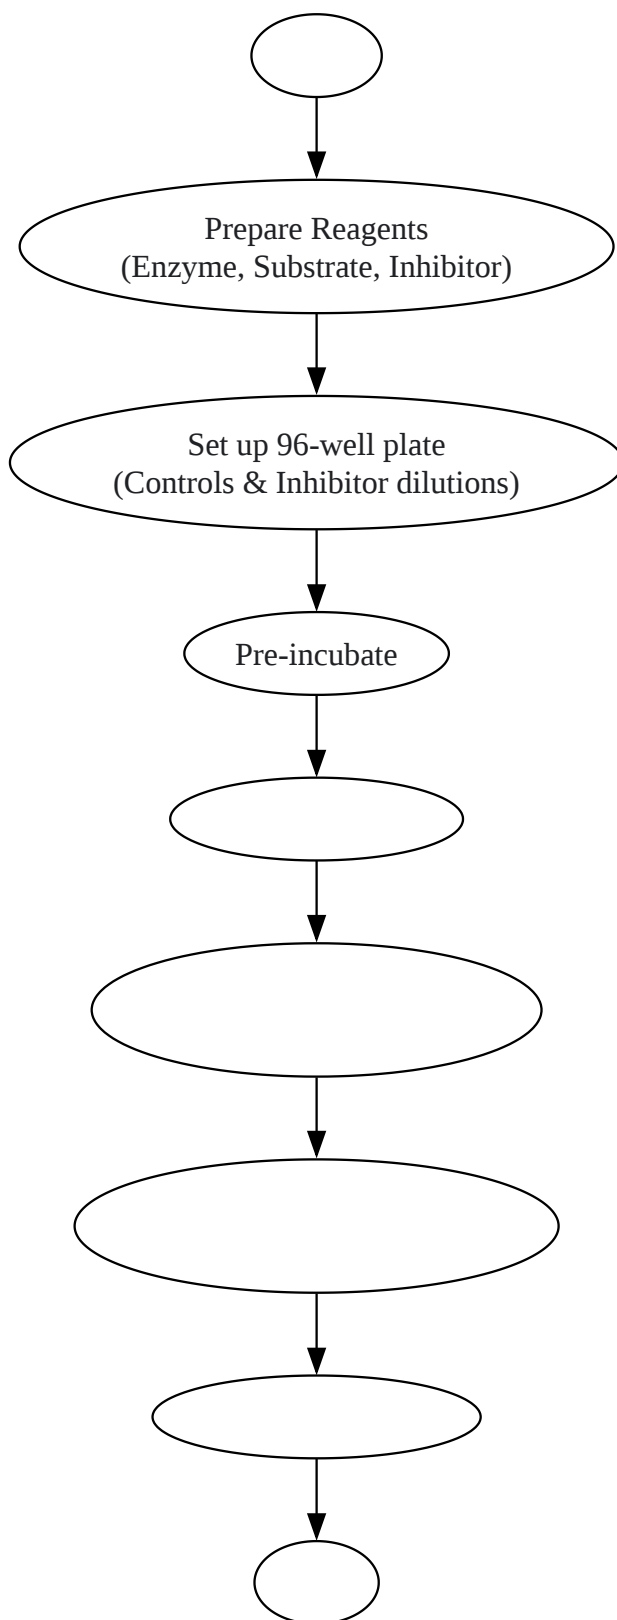 Prepare Reagents
(Enzyme, Substrate, Inhibitor)
Set up 96-well plate
(Controls & Inhibitor dilutions)
Pre-incubate